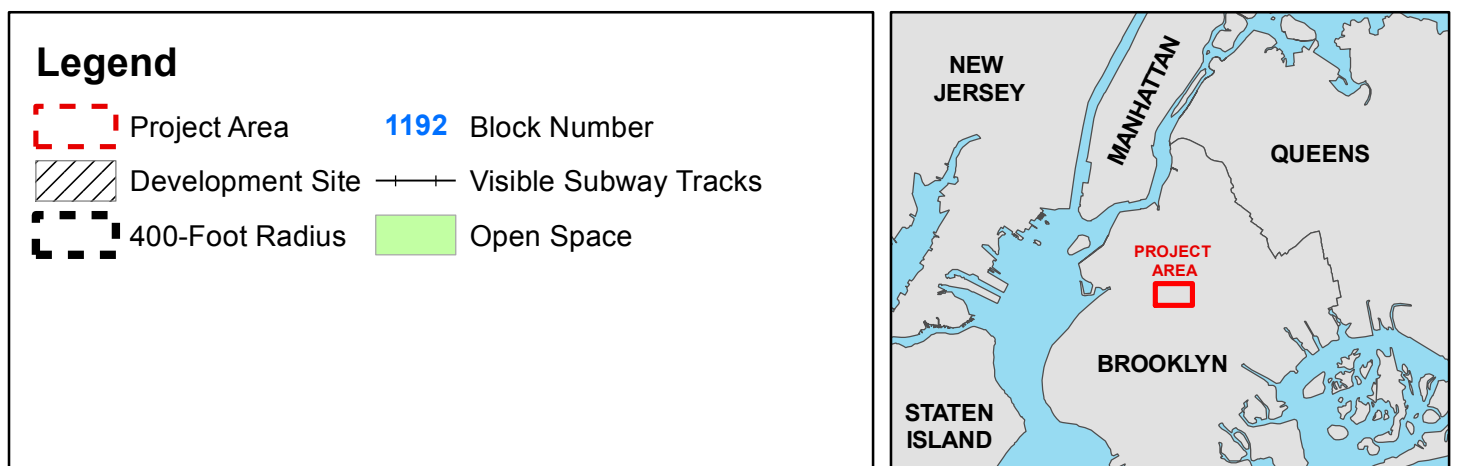 Legend
Project Area
1192 Block Number
Development Site
Visible Subway Tracks
400-Foot Radius
Open Space
NEW
JERSEY
MANHATTAN
QUEENS
PROJECT
AREA
BROOKLYN
STATEN
ISLAND